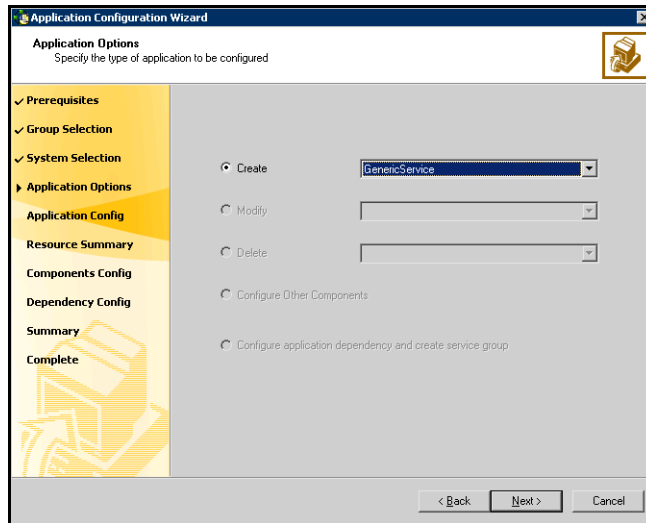 Application Configuration Wizard
Application Options
Specify the type of application to be configured
Prerequisites
Group Selection
System Selection
Application Options
Application Config
Resource Summary
Components Config
Dependency Config
Summary
Complete
Create
GenericService
Modify
Delete
Configure Other Components
Configure application dependency and create service group
< Back
Next >
Cancel